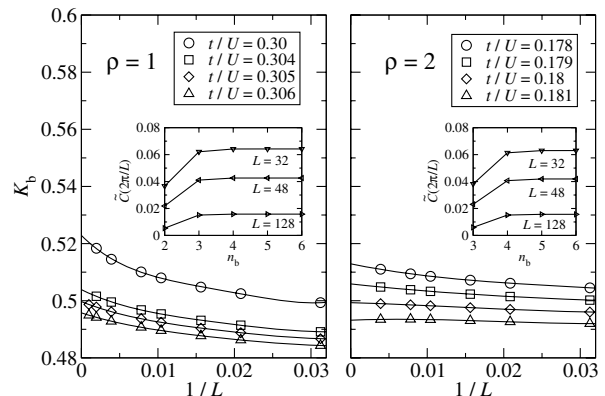 0.6
0.58
0.56
0.54
0.52
0.5
0.48
K_b
ρ = 1
t / U = 0.30
t / U = 0.304
t / U = 0.305
t / U = 0.306
0.08
0.06
0.04
0.02
0
C̃(2π/L)
L = 32
L = 48
L = 128
2 3 4 5 6
n_b
0 0.01 0.02 0.03
1 / L
ρ = 2
t / U = 0.178
t / U = 0.179
t / U = 0.18
t / U = 0.181
0.08
0.06
0.04
0.02
0
C̃(2π/L)
L = 32
L = 48
L = 128
3 4 5 6
n_b
0 0.01 0.02 0.03
1 / L